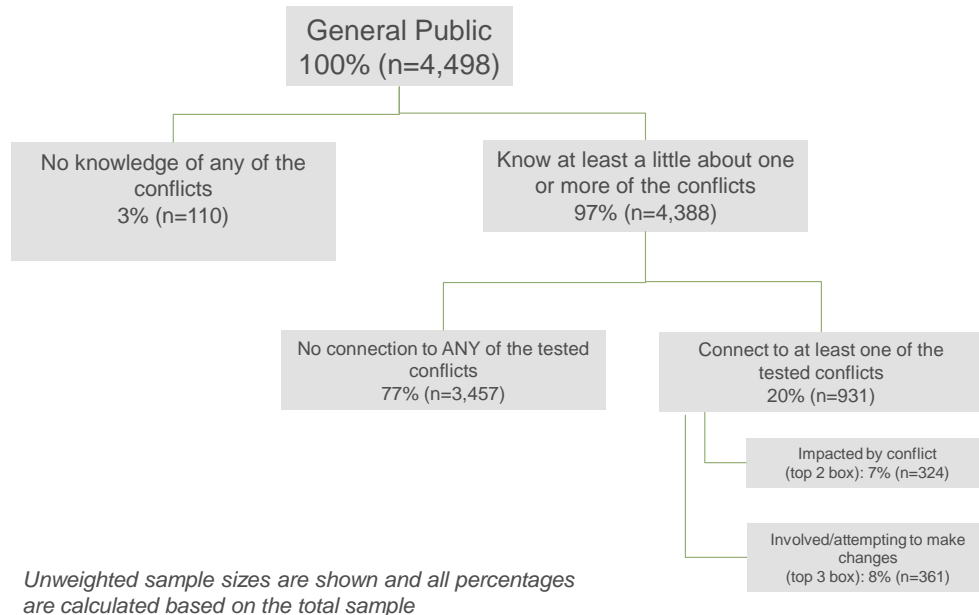 General Public
100% (n=4,498)
No knowledge of any of the
conflicts
3% (n=110)
Know at least a little about one
or more of the conflicts
97% (n=4,388)
No connection to ANY of the tested
conflicts
77% (n=3,457)
Connect to at least one of the
tested conflicts
20% (n=931)
Impacted by conflict
(top 2 box): 7% (n=324)
Involved/attempting to make
changes
(top 3 box): 8% (n=361)
Unweighted sample sizes are shown and all percentages
are calculated based on the total sample